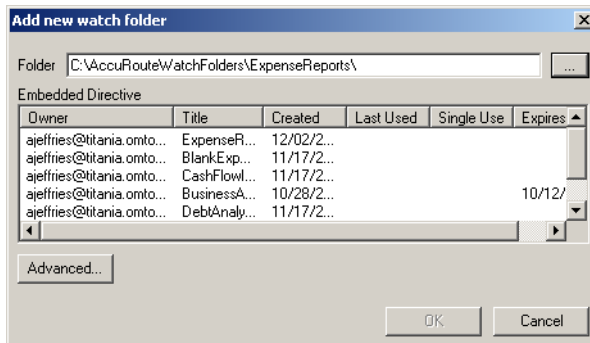 Add new watch folder
Folder C:\AccuRouteWatchFolders\ExpenseReports\ ...
Embedded Directive
Owner Title Created Last Used Single Use Expires
ajeffries@titania.omto... ExpenseR... 12/02/2...
ajeffries@titania.omto... BlankExp... 11/17/2...
ajeffries@titania.omto... CashFlowI... 11/17/2...
ajeffries@titania.omto... BusinessA... 10/28/2... 10/12/
ajeffries@titania.omto... DebtAnaly... 11/17/2...
Advanced...
OK Cancel